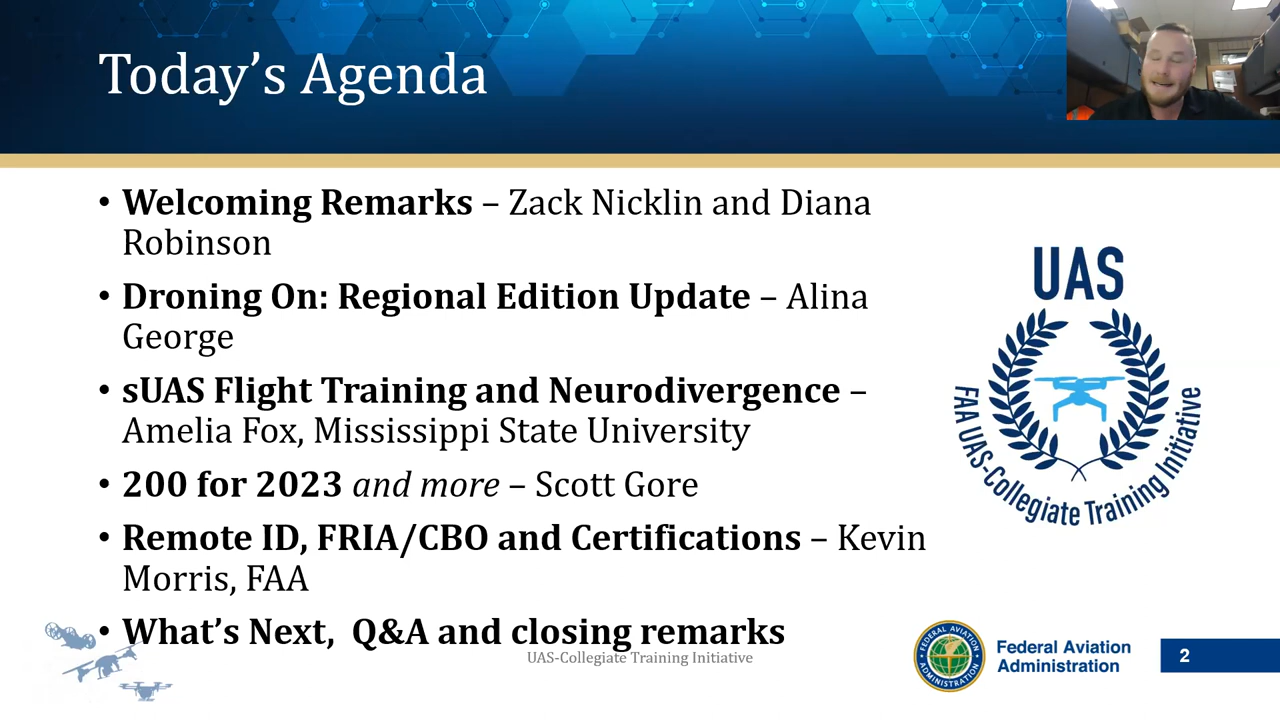 Today's Agenda
• Welcoming Remarks – Zack Nicklin and Diana
Robinson
• Droning On: Regional Edition Update – Alina
George
• sUAS Flight Training and Neurodivergence –
Amelia Fox, Mississippi State University
• 200 for 2023 and more – Scott Gore
• Remote ID, FRIA/CBO and Certifications – Kevin
Morris, FAA
• What's Next,  Q&A and closing remarks
UAS
FAA UAS-Collegiate Training Initiative
UAS-Collegiate Training Initiative
FEDERAL AVIATION
ADMINISTRATION
Federal Aviation
Administration
2